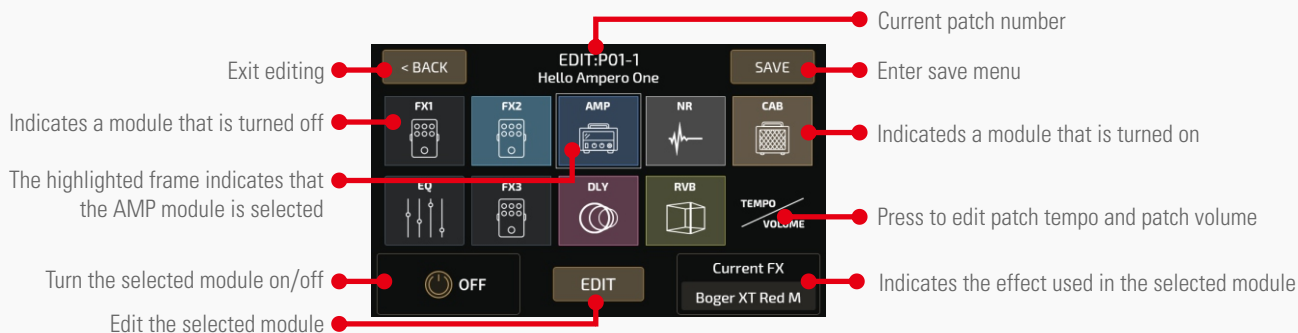 Current patch number
Exit editing
< BACK
EDIT:P01-1
Hello Ampero One
SAVE
Enter save menu
Indicates a module that is turned off
FX1
FX2
AMP
NR
CAB
Indicateds a module that is turned on
The highlighted frame indicates that
the AMP module is selected
EQ
FX3
DLY
RVB
TEMPO
VOLUME
Press to edit patch tempo and patch volume
Turn the selected module on/off
OFF
EDIT
Current FX
Boger XT Red M
Indicates the effect used in the selected module
Edit the selected module